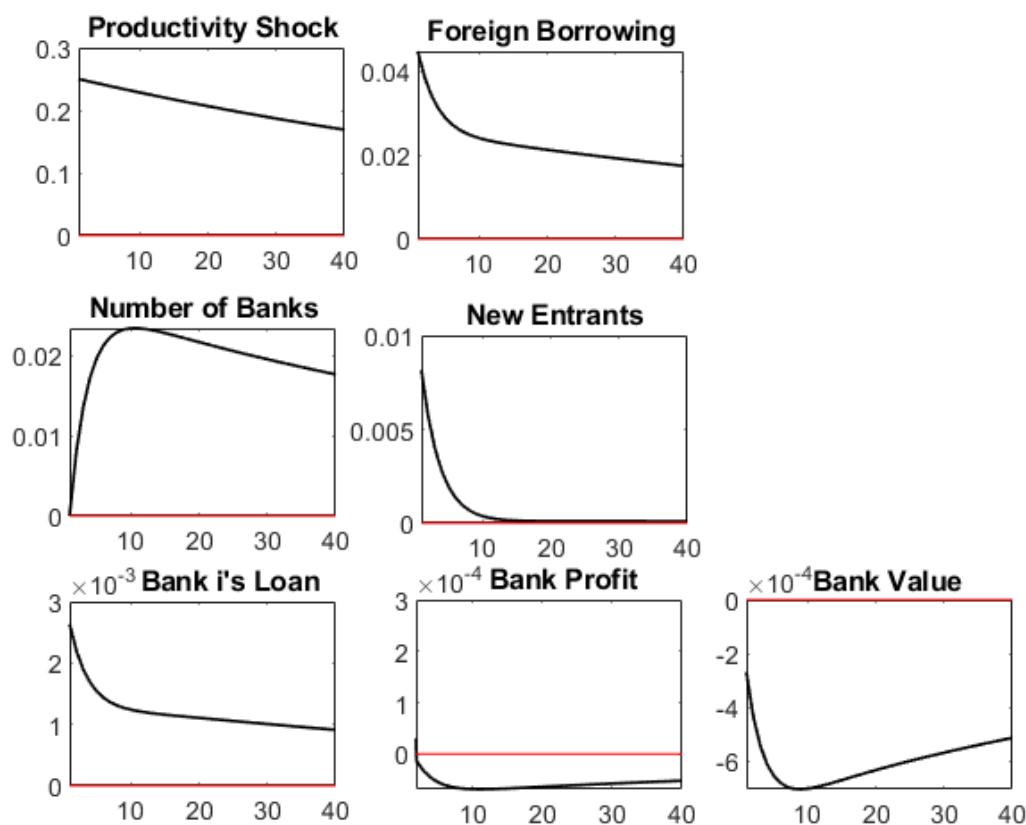 Productivity Shock
0.3
0.2
0.1
0
10 20 30 40
Foreign Borrowing
0.04
0.02
0
10 20 30 40
Number of Banks
0.02
0.01
0
10 20 30 40
New Entrants
0.01
0.005
0
10 20 30 40
×10⁻³ Bank i's Loan
3
2
1
0
10 20 30 40
×10⁻⁴ Bank Profit
3
2
1
0
10 20 30 40
×10⁻⁴ Bank Value
0
-2
-4
-6
10 20 30 40